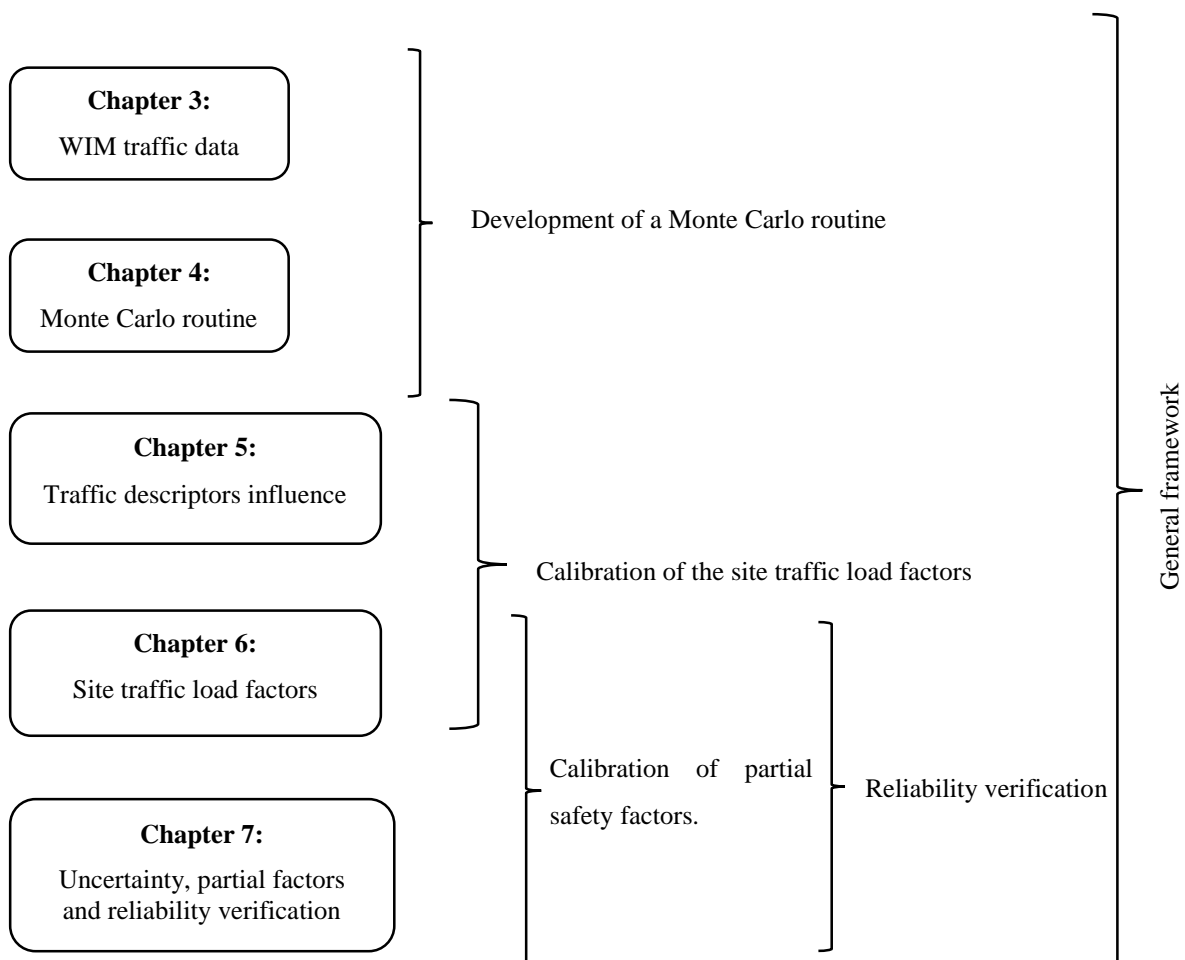 Chapter 3:
WIM traffic data
Development of a Monte Carlo routine
Chapter 4:
Monte Carlo routine
Chapter 5:
Traffic descriptors influence
Calibration of the site traffic load factors
Chapter 6:
Site traffic load factors
Calibration of partial
safety factors.
Reliability verification
Chapter 7:
Uncertainty, partial factors
and reliability verification
General framework